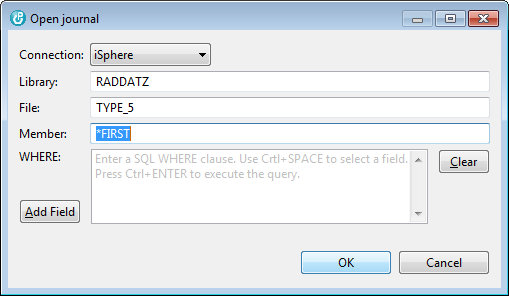 Open journal
Connection: iSphere
Library: RADDATZ
File: TYPE_5
Member: *FIRST
WHERE: Enter a SQL WHERE clause. Use Crtl+SPACE to select a field. Clear
Press Ctrl+ENTER to execute the query.
Add Field
OK Cancel